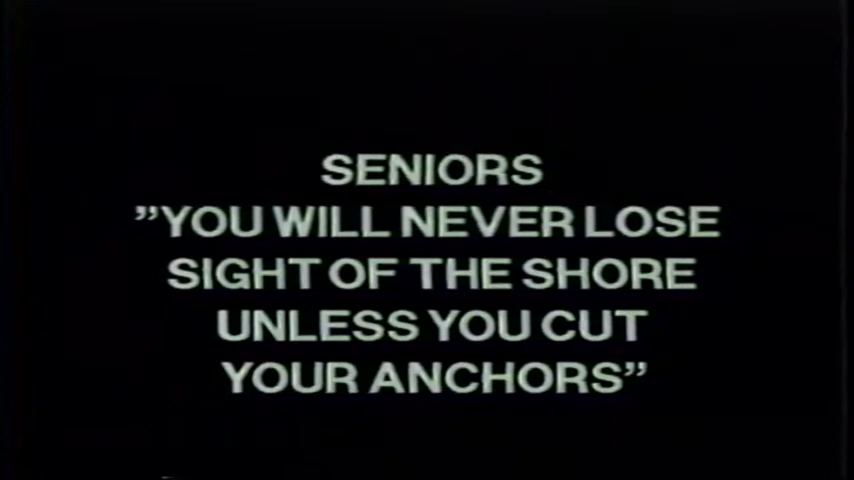 SENIORS
”YOU WILL NEVER LOSE
SIGHT OF THE SHORE
UNLESS YOU CUT
YOUR ANCHORS”